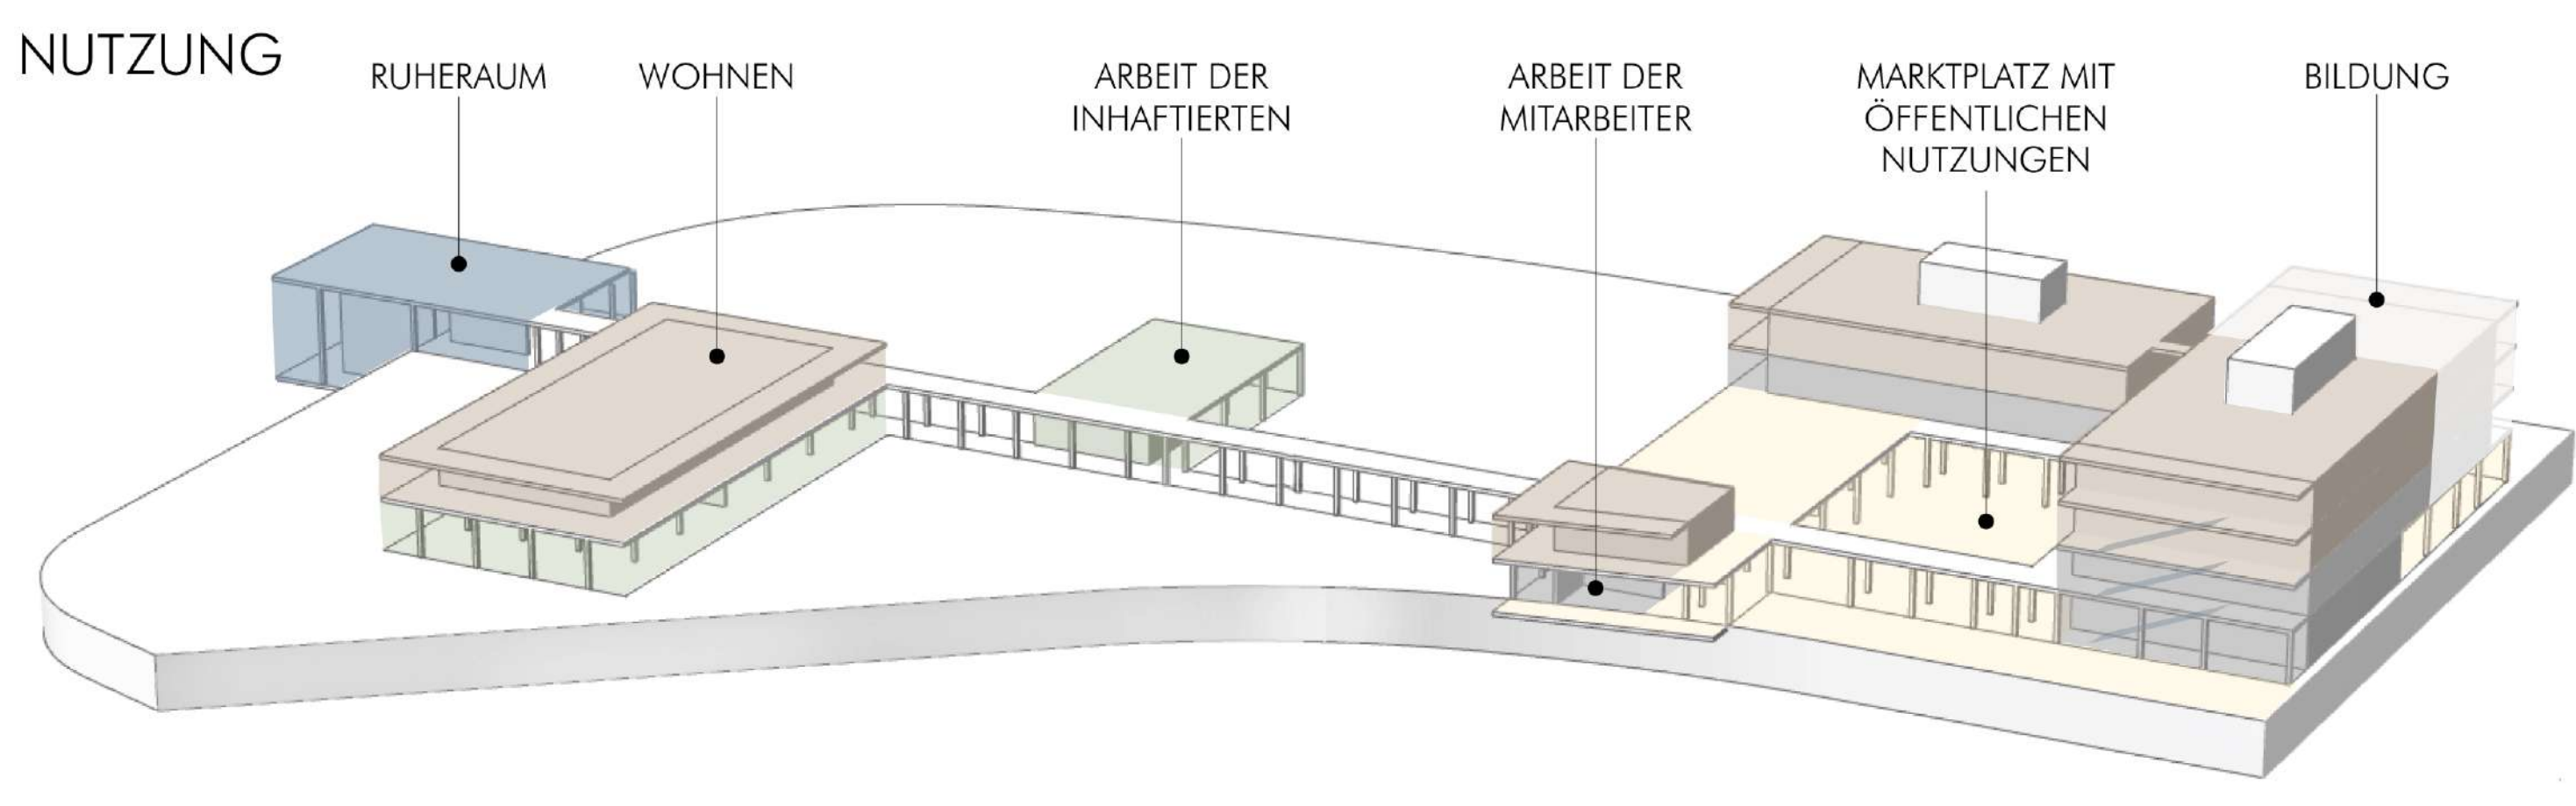 NUTZUNG
RUHERAUM
WOHNEN
ARBEIT DER
INHAFTIERTEN
ARBEIT DER
MITARBEITER
MARKTPLATZ MIT
ÖFFENTLICHEN
NUTZUNGEN
BILDUNG